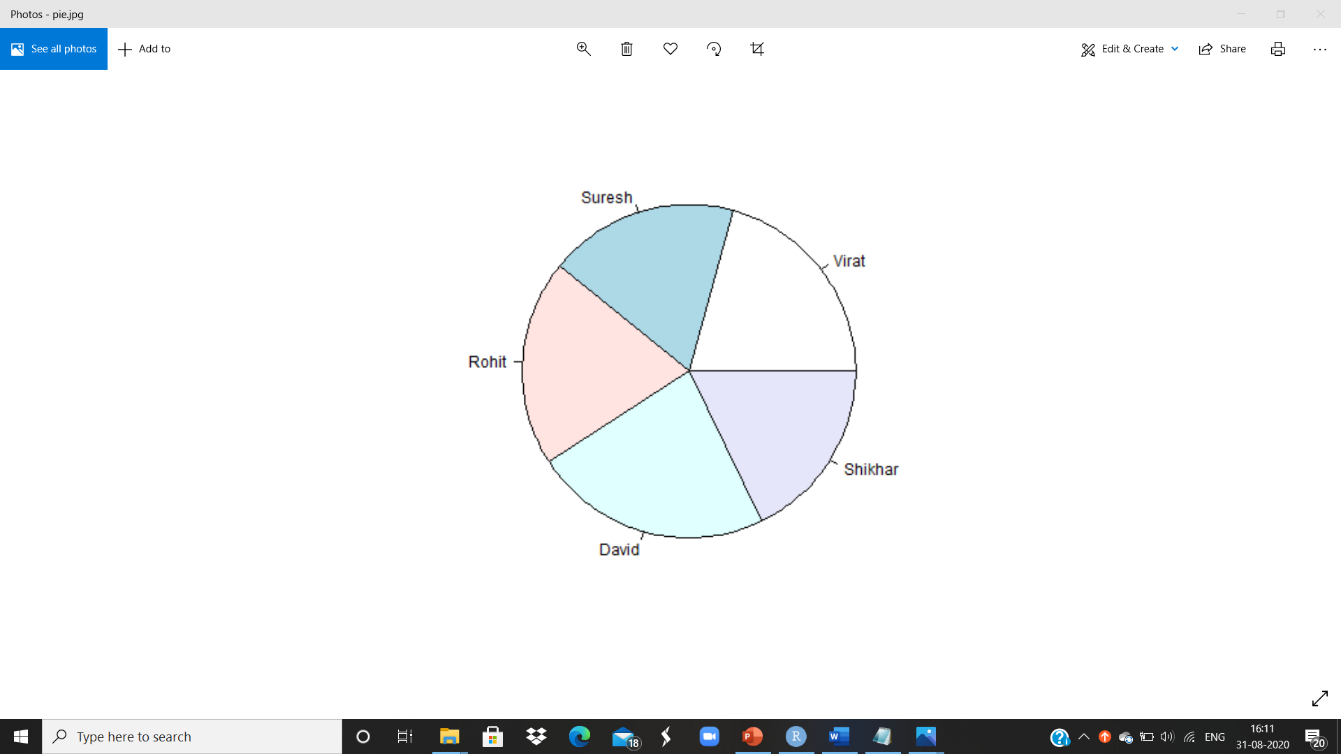 Photos - pie.jpg
See all photos
Add to
Edit & Create
Share
Suresh
Virat
Rohit
Shikhar
David
Type here to search
18
P
R
W
?
ENG
16:11
31-08-2020
20